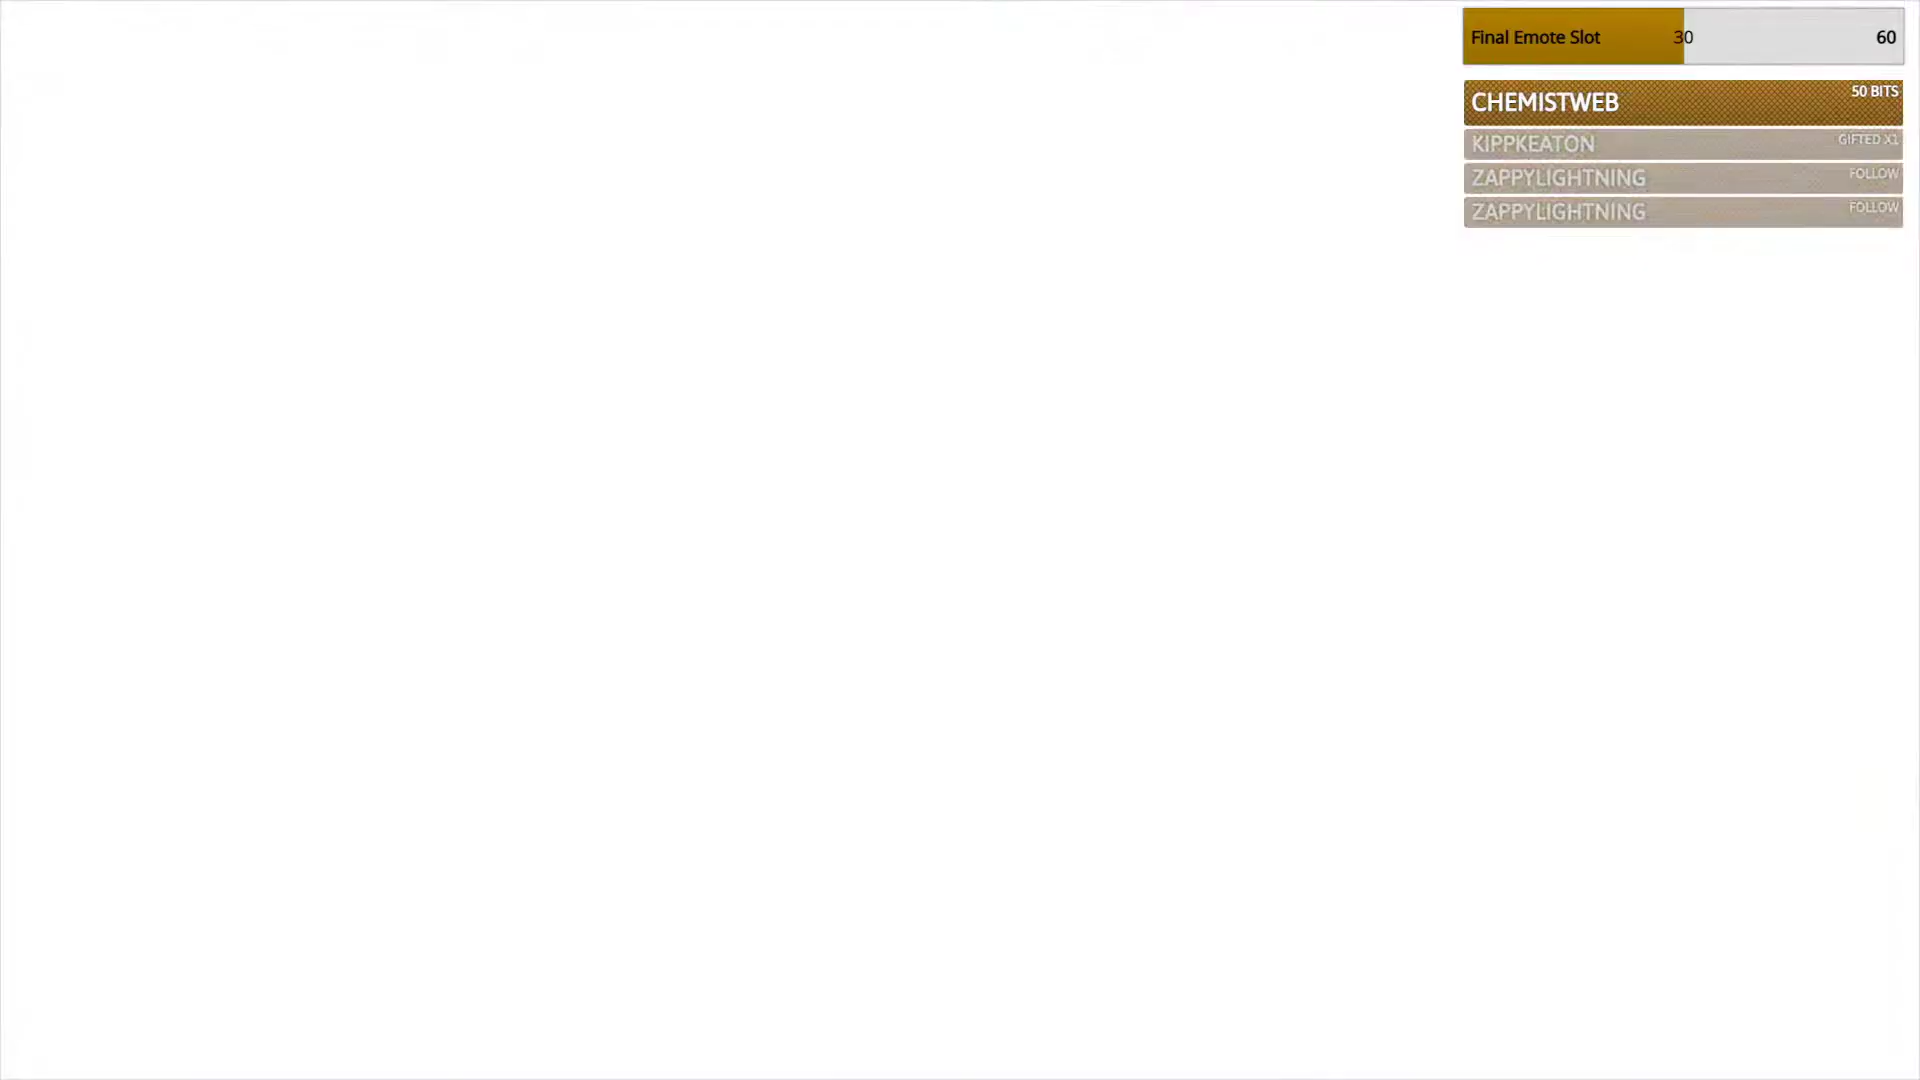 Final Emote Slot 30 60
CHEMISTWEB 50 BITS
KIPPKEATON GIFTED X1
ZAPPYLIGHTNING FOLLOW
ZAPPYLIGHTNING FOLLOW